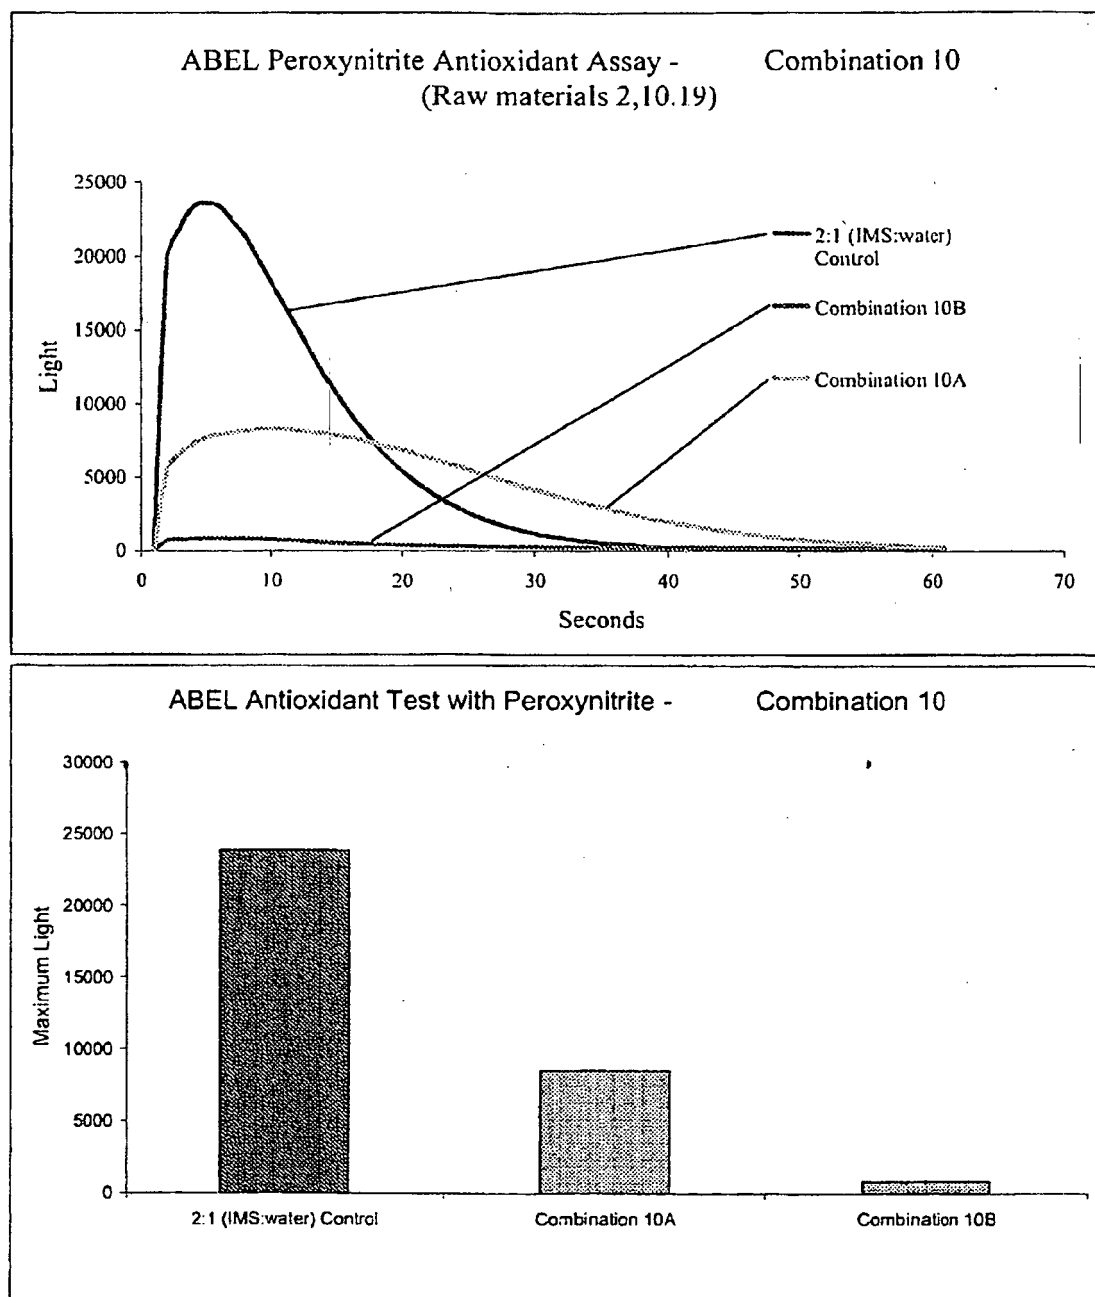 ABEL Peroxynitrite Antioxidant Assay - Combination 10
(Raw materials 2,10.19)
25000
20000
15000
10000
5000
0
Light
0 10 20 30 40 50 60 70
Seconds
2:1 (IMS:water)
Control
Combination 10B
Combination 10A
ABEL Antioxidant Test with Peroxynitrite - Combination 10
30000
25000
20000
15000
10000
5000
0
Maximum Light
2:1 (IMS:water) Control Combination 10A Combination 10B